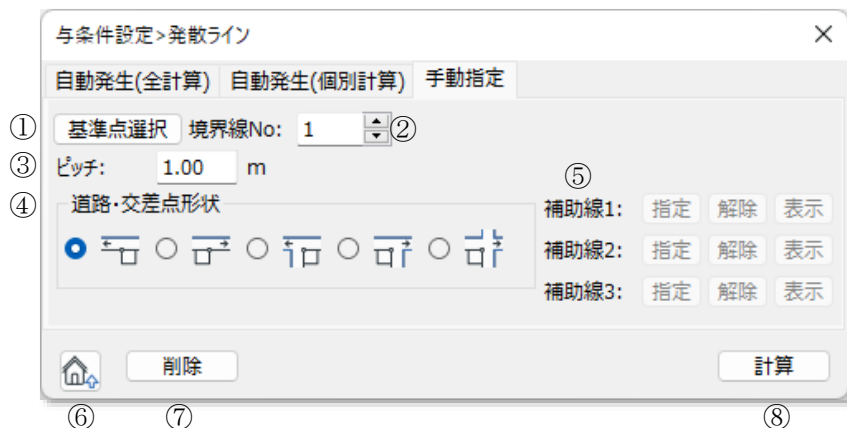 与条件設定>発散ライン
自動発生(全計算) 自動発生(個別計算) 手動指定
① 基準点選択 境界線No: 1 ②
③ ピッチ: 1.00 m
⑤
④ 道路・交差点形状
補助線1: 指定 解除 表示
補助線2: 指定 解除 表示
補助線3: 指定 解除 表示
削除 計算
⑥ ⑦ ⑧